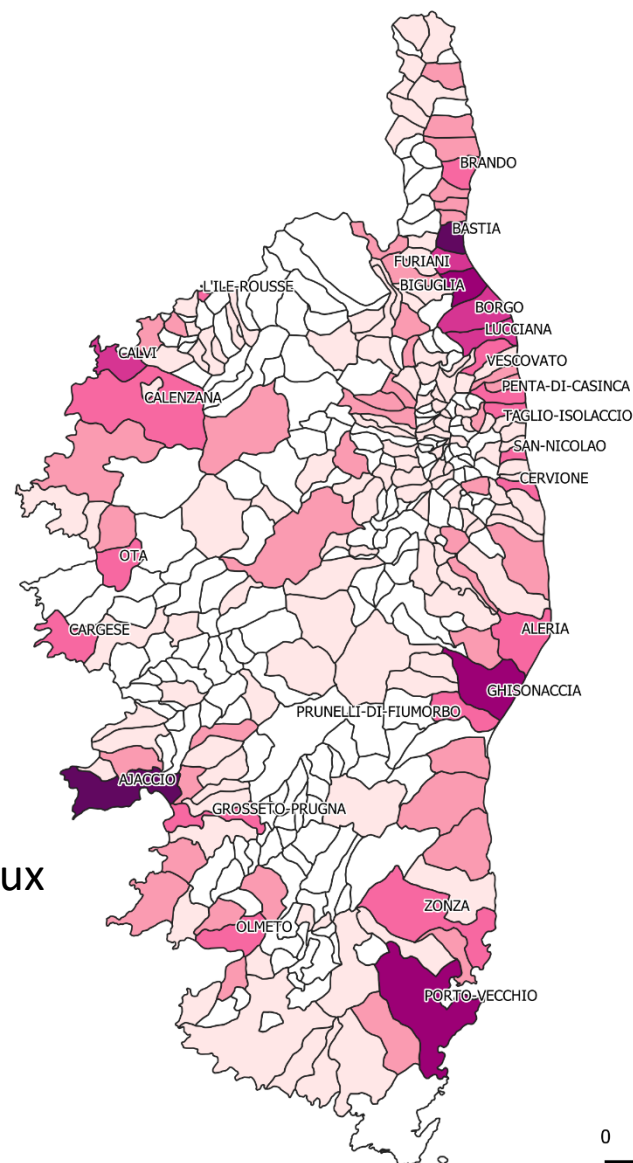 BRANDO
BASTIA
FURIANI
BIGUGLIA
L'ILE-ROUSSE
BORGO
LUCCIANA
CALVI
VESCOVATO
PENTA-DI-CASINCA
CALENZANA
TAGLIO-ISOLACCIO
SAN-NICOLAO
CERVIONE
OTA
CARGESE
ALERIA
GHISONACCIA
PRUNELLI-DI-FIUMORBO
AJACCIO
GROSSETO-PRUGNA
ux
ZONZA
OLMETO
PORTO-VECCHIO
0